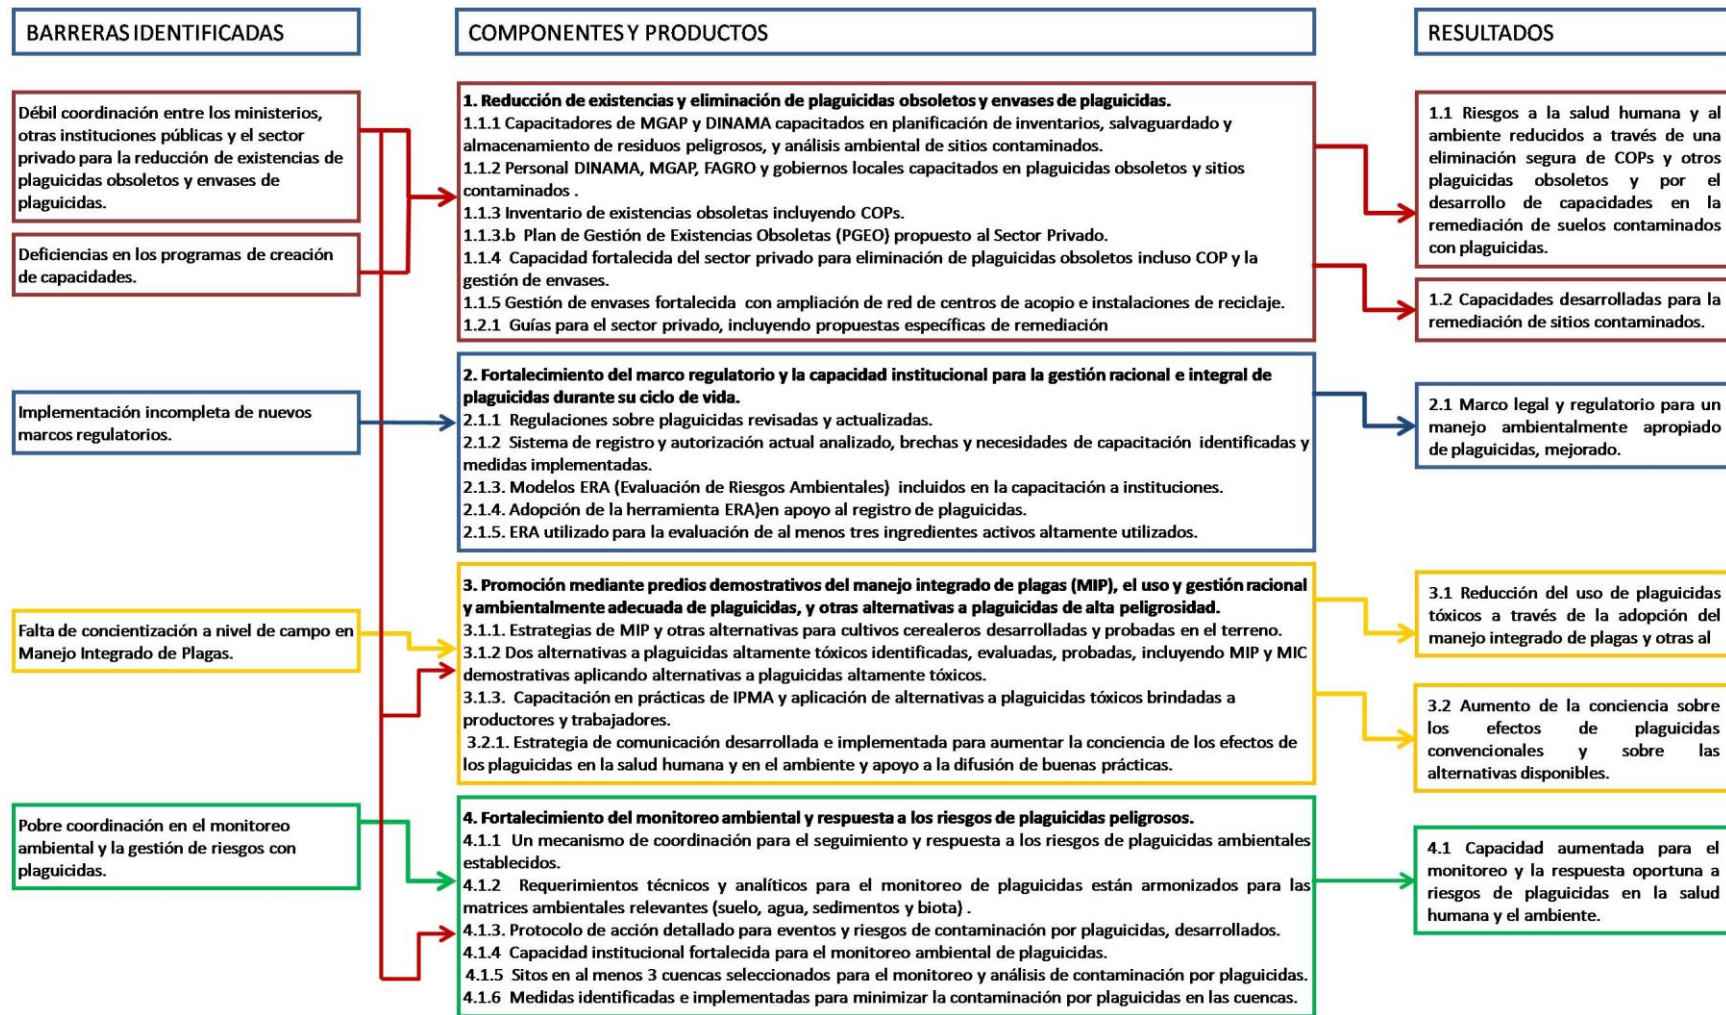 BARRERAS IDENTIFICADAS
COMPONENTES Y PRODUCTOS
RESULTADOS
Débil coordinación entre los ministerios,
otras instituciones públicas y el sector
privado para la reducción de existencias de
plaguicidas obsoletos y envases de
plaguicidas.
Deficiencias en los programas de creación
de capacidades.
1. Reducción de existencias y eliminación de plaguicidas obsoletos y envases de plaguicidas.
1.1.1 Capacitadores de MGAP y DINAMA capacitados en planificación de inventarios, salvaguardado y
almacenamiento de residuos peligrosos, y análisis ambiental de sitios contaminados.
1.1.2 Personal DINAMA, MGAP, FAGRO y gobiernos locales capacitados en plaguicidas obsoletos y sitios
contaminados .
1.1.3 Inventario de existencias obsoletas incluyendo COPs.
1.1.3.b Plan de Gestión de Existencias Obsoletas (PGEO) propuesto al Sector Privado.
1.1.4 Capacidad fortalecida del sector privado para eliminación de plaguicidas obsoletos incluso COP y la
gestión de envases.
1.1.5 Gestión de envases fortalecida con ampliación de red de centros de acopio e instalaciones de reciclaje.
1.2.1 Guías para el sector privado, incluyendo propuestas específicas de remediación
1.1 Riesgos a la salud humana y al
ambiente reducidos a través de una
eliminación segura de COPs y otros
plaguicidas obsoletos y por el
desarrollo de capacidades en la
remediación de suelos contaminados
con plaguicidas.
1.2 Capacidades desarrolladas para la
remediación de sitios contaminados.
Implementación incompleta de nuevos
marcos regulatorios.
2. Fortalecimiento del marco regulatorio y la capacidad institucional para la gestión racional e integral de
plaguicidas durante su ciclo de vida.
2.1.1 Regulaciones sobre plaguicidas revisadas y actualizadas.
2.1.2 Sistema de registro y autorización actual analizado, brechas y necesidades de capacitación identificadas y
medidas implementadas.
2.1.3. Modelos ERA (Evaluación de Riesgos Ambientales) incluidos en la capacitación a instituciones.
2.1.4. Adopción de la herramienta ERA)en apoyo al registro de plaguicidas.
2.1.5. ERA utilizado para la evaluación de al menos tres ingredientes activos altamente utilizados.
2.1 Marco legal y regulatorio para un
manejo ambientalmente apropiado
de plaguicidas, mejorado.
Falta de concientización a nivel de campo en
Manejo Integrado de Plagas.
3. Promoción mediante predios demostrativos del manejo integrado de plagas (MIP), el uso y gestión racional
y ambientalmente adecuada de plaguicidas, y otras alternativas a plaguicidas de alta peligrosidad.
3.1.1. Estrategias de MIP y otras alternativas para cultivos cerealeros desarrolladas y probadas en el terreno.
3.1.2 Dos alternativas a plaguicidas altamente tóxicos identificadas, evaluadas, probadas, incluyendo MIP y MIC
demostrativas aplicando alternativas a plaguicidas altamente tóxicos.
3.1.3. Capacitación en prácticas de IPMA y aplicación de alternativas a plaguicidas tóxicos brindadas a
productores y trabajadores.
3.2.1. Estrategia de comunicación desarrollada e implementada para aumentar la conciencia de los efectos de
los plaguicidas en la salud humana y en el ambiente y apoyo a la difusión de buenas prácticas.
3.1 Reducción del uso de plaguicidas
tóxicos a través de la adopción del
manejo integrado de plagas y otras al
3.2 Aumento de la conciencia sobre
los efectos de plaguicidas
convencionales y sobre las
alternativas disponibles.
Pobre coordinación en el monitoreo
ambiental y la gestión de riesgos con
plaguicidas.
4. Fortalecimiento del monitoreo ambiental y respuesta a los riesgos de plaguicidas peligrosos.
4.1.1 Un mecanismo de coordinación para el seguimiento y respuesta a los riesgos de plaguicidas ambientales
establecidos.
4.1.2 Requerimientos técnicos y analíticos para el monitoreo de plaguicidas están armonizados para las
matrices ambientales relevantes (suelo, agua, sedimentos y biota) .
4.1.3. Protocolo de acción detallado para eventos y riesgos de contaminación por plaguicidas, desarrollados.
4.1.4 Capacidad institucional fortalecida para el monitoreo ambiental de plaguicidas.
4.1.5 Sitos en al menos 3 cuencas seleccionados para el monitoreo y análisis de contaminación por plaguicidas.
4.1.6 Medidas identificadas e implementadas para minimizar la contaminación por plaguicidas en las cuencas.
4.1 Capacidad aumentada para el
monitoreo y la respuesta oportuna a
riesgos de plaguicidas en la salud
humana y el ambiente.